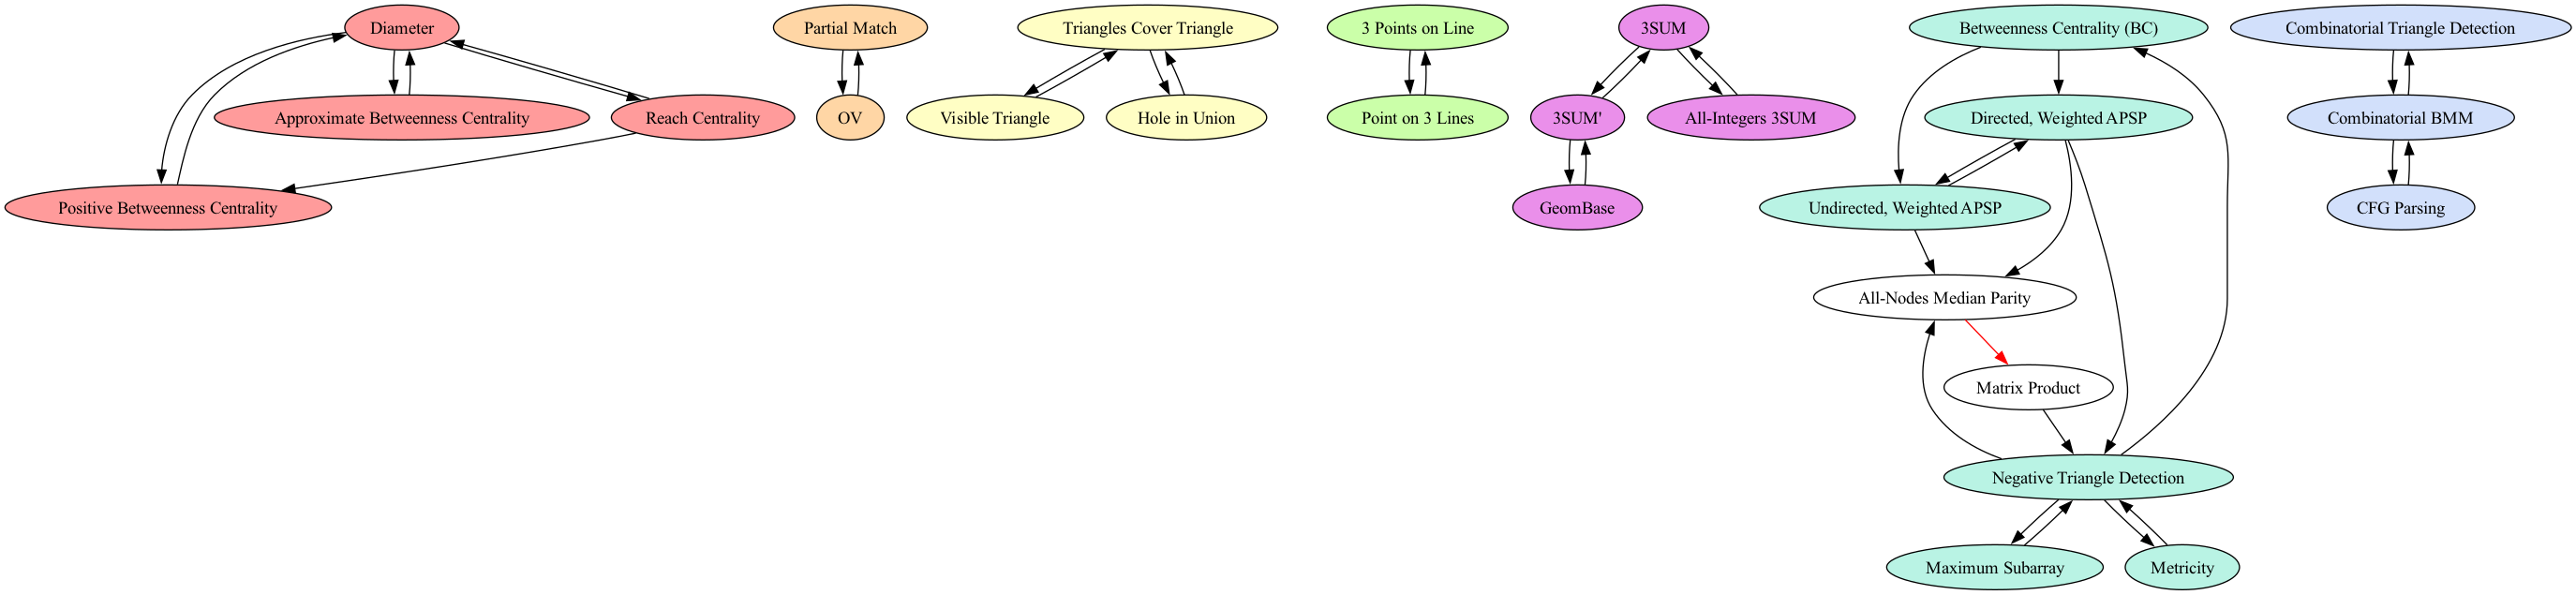 Diameter
Partial Match
Triangles Cover Triangle
3 Points on Line
3SUM
Betweenness Centrality (BC)
Combinatorial Triangle Detection
Approximate Betweenness Centrality
Reach Centrality
OV
Visible Triangle
Hole in Union
Point on 3 Lines
3SUM'
All-Integers 3SUM
Directed, Weighted APSP
Combinatorial BMM
Positive Betweenness Centrality
GeomBase
Undirected, Weighted APSP
CFG Parsing
All-Nodes Median Parity
Matrix Product
Negative Triangle Detection
Maximum Subarray
Metricity